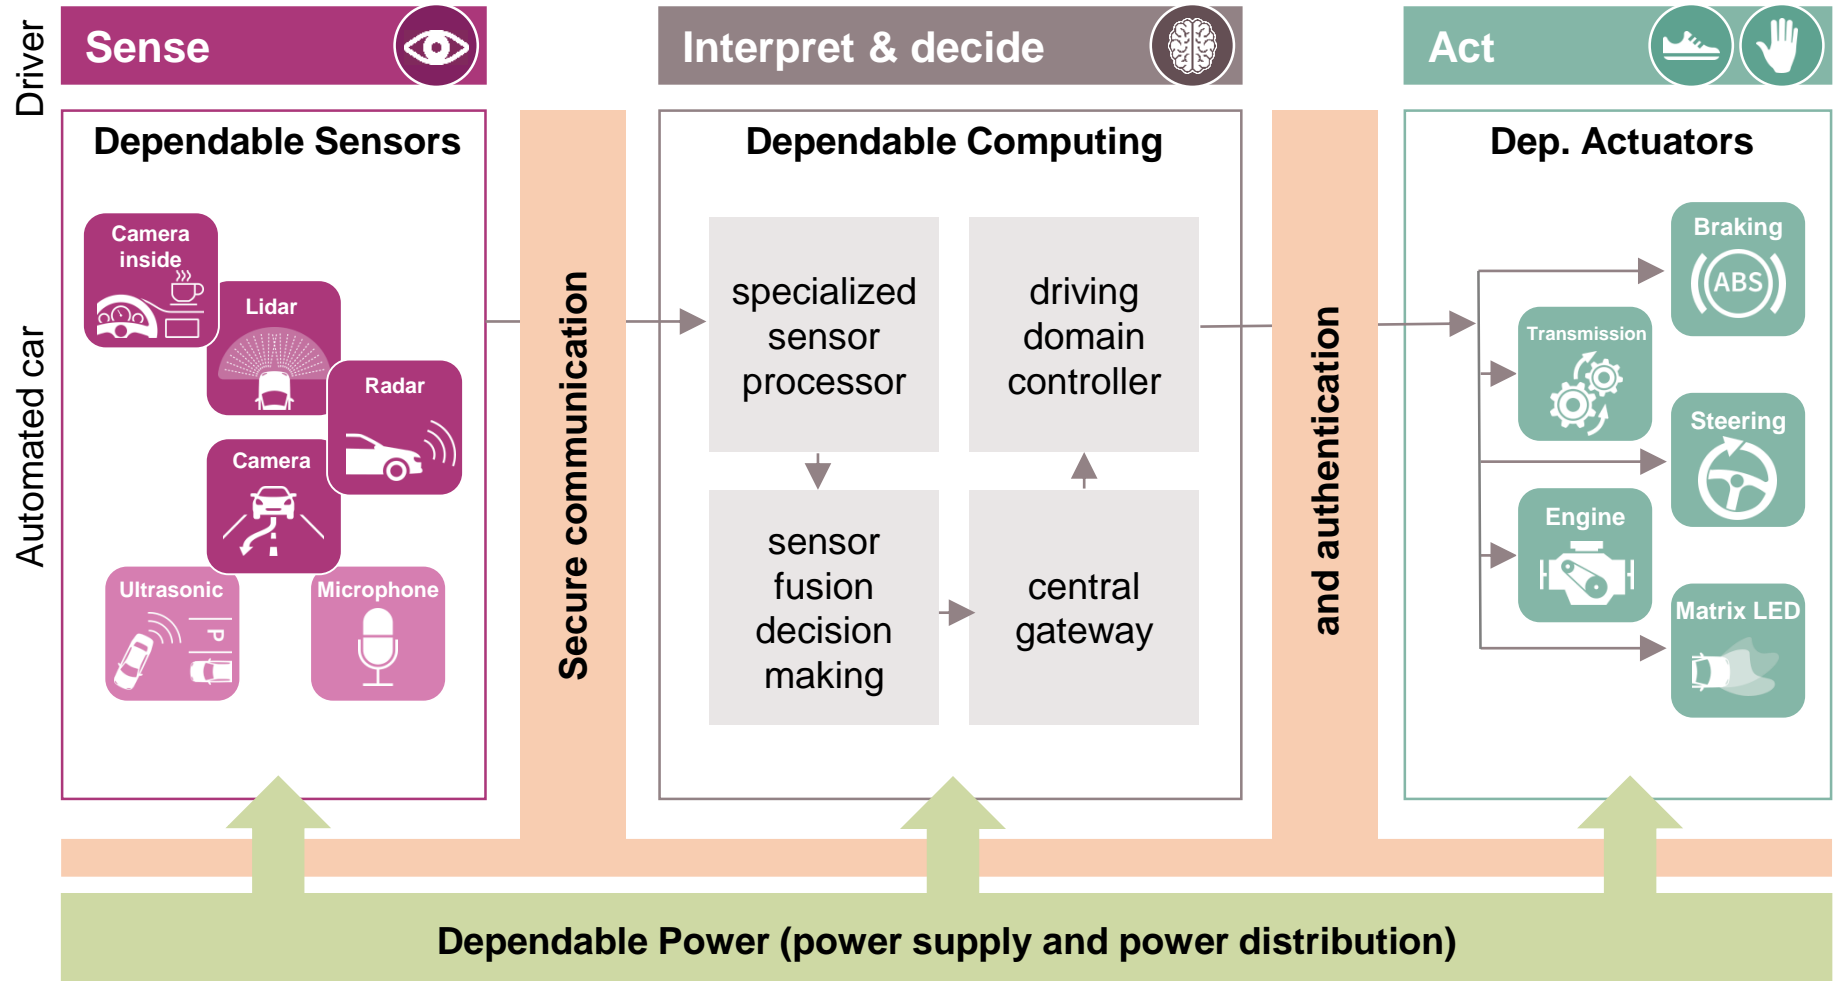 Driver
Sense
Interpret & decide
Act
Automated car
Dependable Sensors
Camera
inside
Lidar
Radar
Camera
Ultrasonic
P
Microphone
Secure communication
Dependable Computing
specialized
sensor
processor
driving
domain
controller
sensor
fusion
decision
making
central
gateway
and authentication
Dep. Actuators
Braking
ABS
Transmission
Steering
Engine
Matrix LED
Dependable Power (power supply and power distribution)